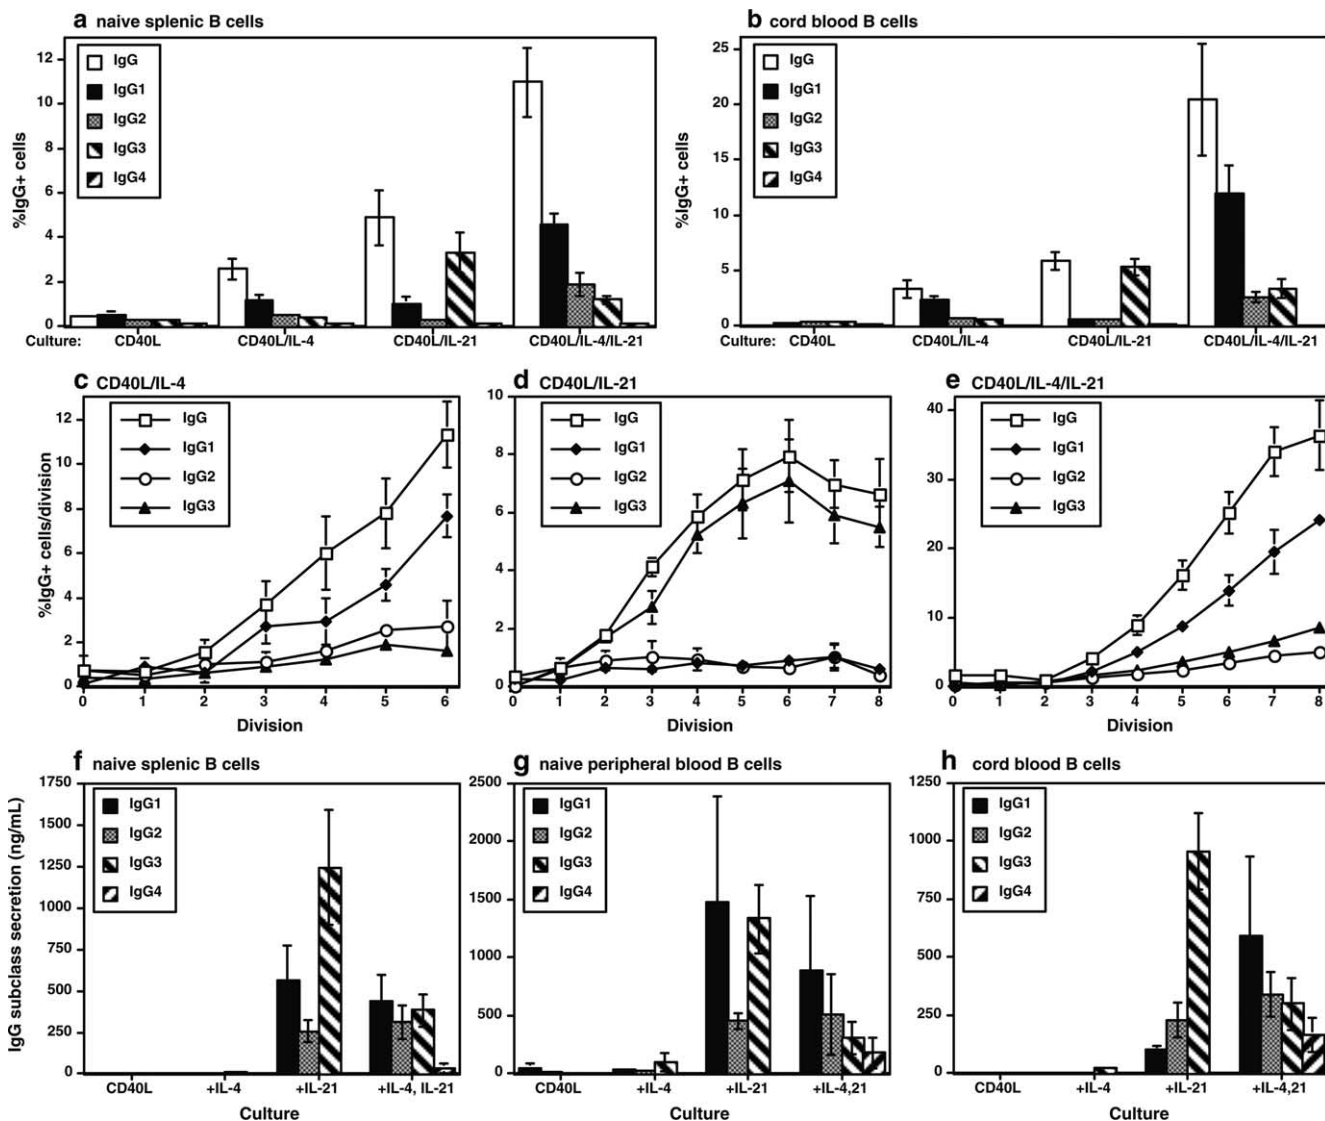 a naive splenic B cells
%IgG+ cells
12
10
8
6
4
2
0
IgG
IgG1
IgG2
IgG3
IgG4
Culture: CD40L CD40L/IL-4 CD40L/IL-21 CD40L/IL-4/IL-21
b cord blood B cells
%IgG+ cells
25
20
15
10
5
0
IgG
IgG1
IgG2
IgG3
IgG4
Culture: CD40L CD40L/IL-4 CD40L/IL-21 CD40L/IL-4/IL-21
c CD40L/IL-4
%IgG+ cells/division
12
10
8
6
4
2
0
IgG
IgG1
IgG2
IgG3
0 1 2 3 4 5 6
Division
d CD40L/IL-21
10
8
6
4
2
0
IgG
IgG1
IgG2
IgG3
0 1 2 3 4 5 6 7 8
Division
e CD40L/IL-4/IL-21
40
30
20
10
0
IgG
IgG1
IgG2
IgG3
0 1 2 3 4 5 6 7 8
Division
f naive splenic B cells
IgG subclass secretion (ng/mL)
1750
1500
1250
1000
750
500
250
0
IgG1
IgG2
IgG3
IgG4
CD40L +IL-4 +IL-21 +IL-4, IL-21
Culture
g naive peripheral blood B cells
2500
2000
1500
1000
500
0
IgG1
IgG2
IgG3
IgG4
CD40L +IL-4 +IL-21 +IL-4,21
Culture
h cord blood B cells
1250
1000
750
500
250
0
IgG1
IgG2
IgG3
IgG4
CD40L +IL-4 +IL-21 +IL-4,21
Culture